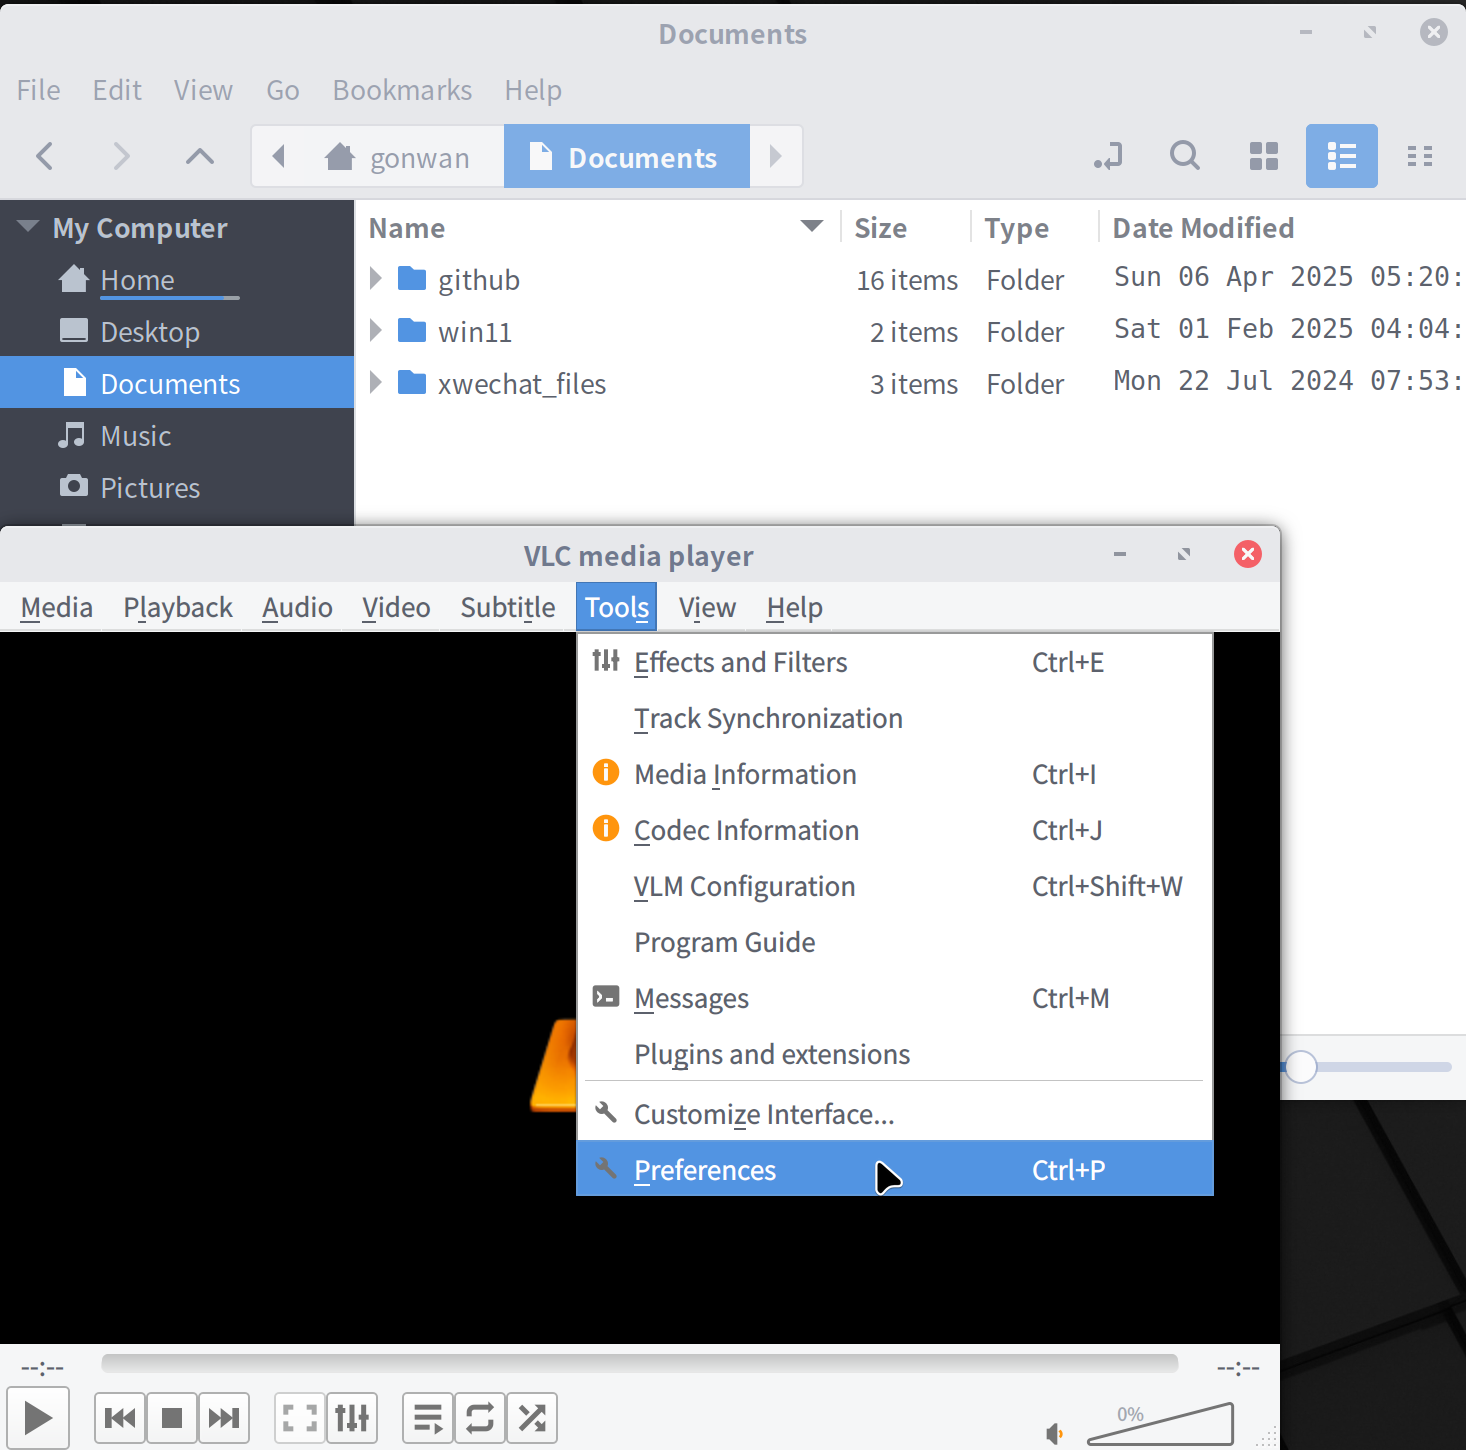 Documents
File Edit View Go Bookmarks Help
gonwan Documents
My Computer
Name Size Type Date Modified
Home
github 16 items Folder Sun 06 Apr 2025 05:20:
Desktop
win11 2 items Folder Sat 01 Feb 2025 04:04:
Documents
xwechat_files 3 items Folder Mon 22 Jul 2024 07:53:
Music
Pictures
VLC media player
Media Playback Audio Video Subtitle Tools View Help
Effects and Filters Ctrl+E
Track Synchronization
Media Information Ctrl+I
Codec Information Ctrl+J
VLM Configuration Ctrl+Shift+W
Program Guide
Messages Ctrl+M
Plugins and extensions
Customize Interface...
Preferences Ctrl+P
--:-- --:--
0%